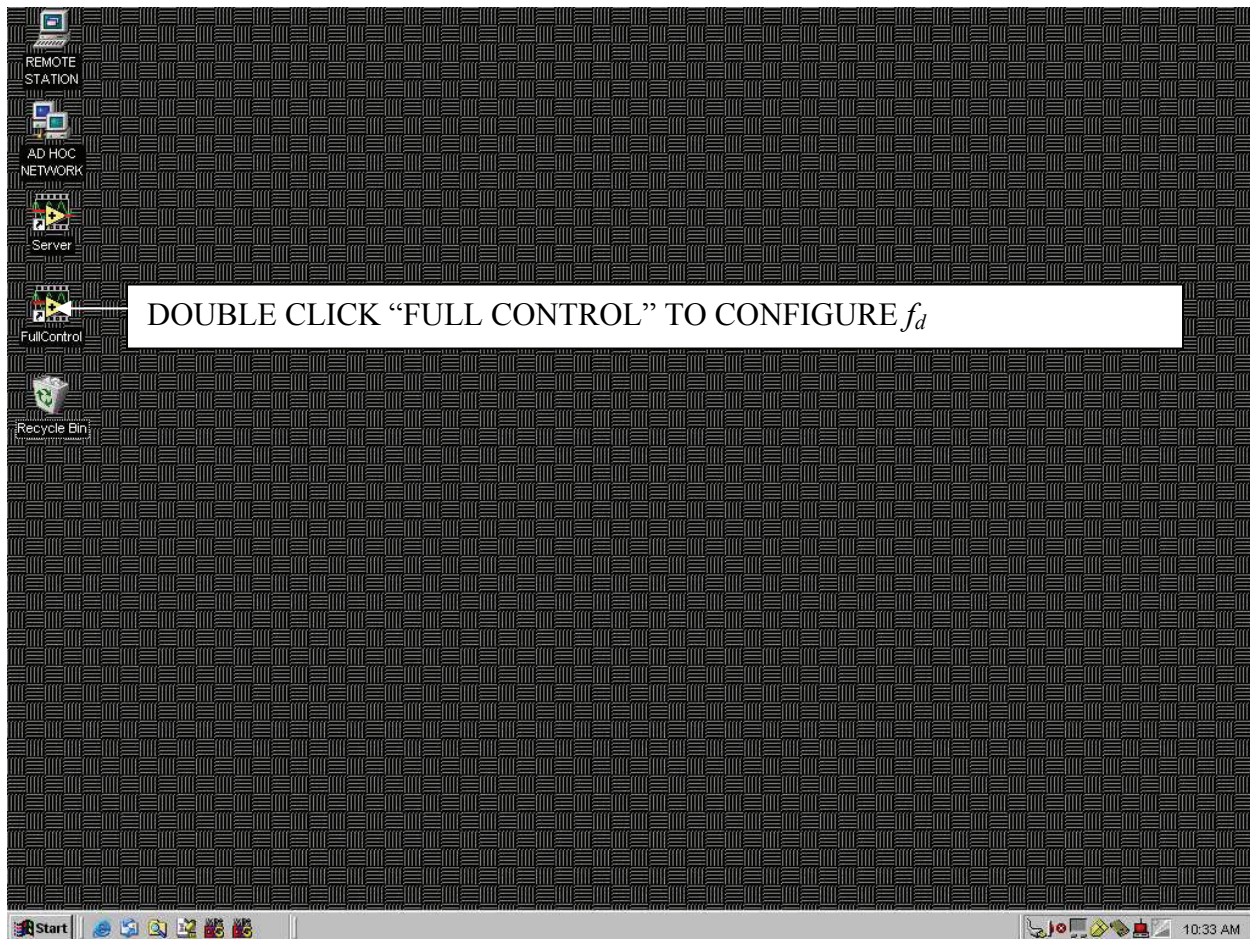 REMOTE
STATION
AD HOC
NETWORK
Server
DOUBLE CLICK “FULL CONTROL” TO CONFIGURE fd
FullControl
Recycle Bin
Start
10:33 AM